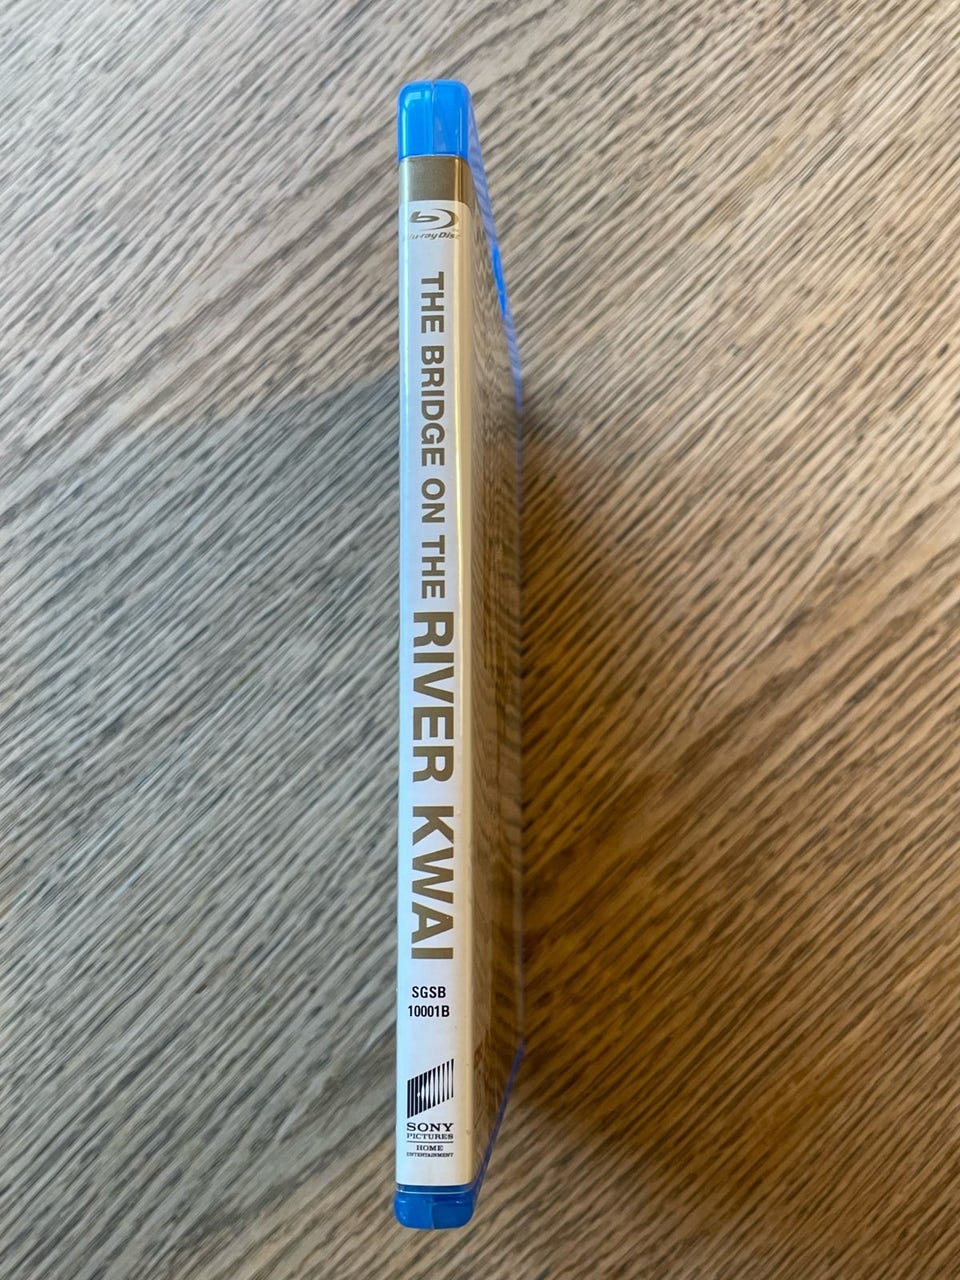 Blu-ray Disc
THE BRIDGE ON THE RIVER KWAI
SGSB
10001B
SONY
PICTURES
HOME
ENTERTAINMENT